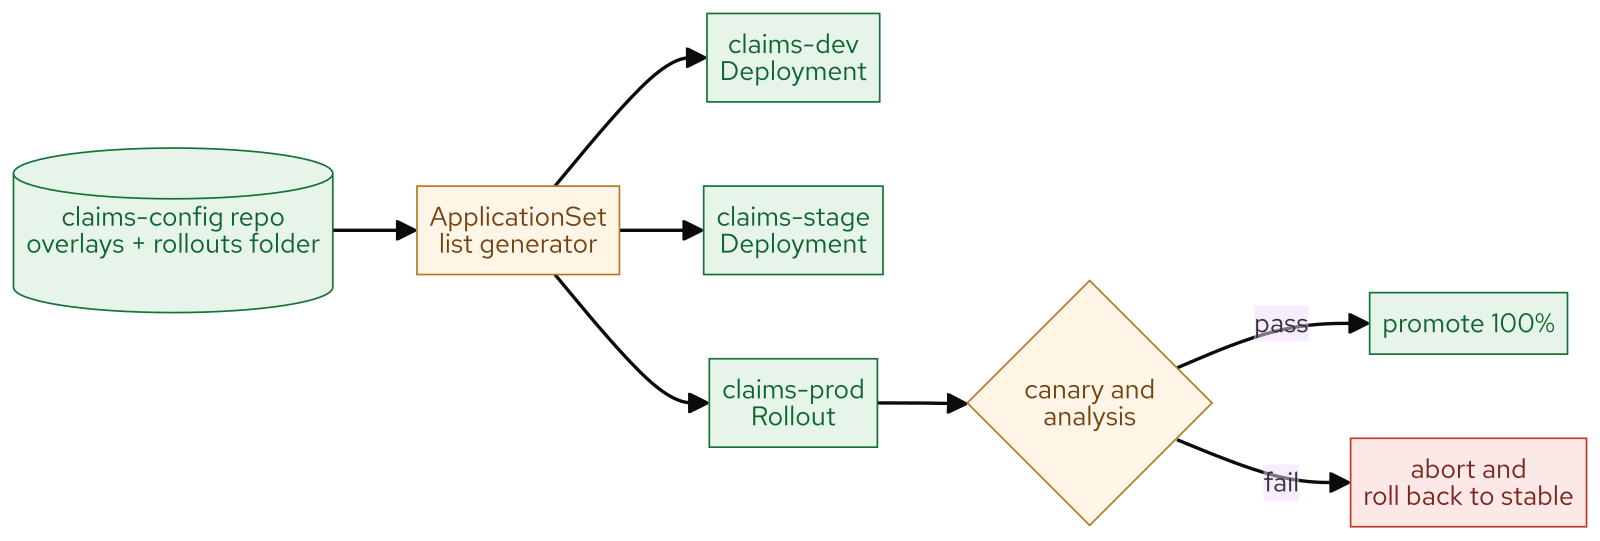 claims-config repo
overlays + rollouts folder
ApplicationSet
list generator
claims-dev
Deployment
claims-stage
Deployment
claims-prod
Rollout
canary and
analysis
pass
promote 100%
fail
abort and
roll back to stable